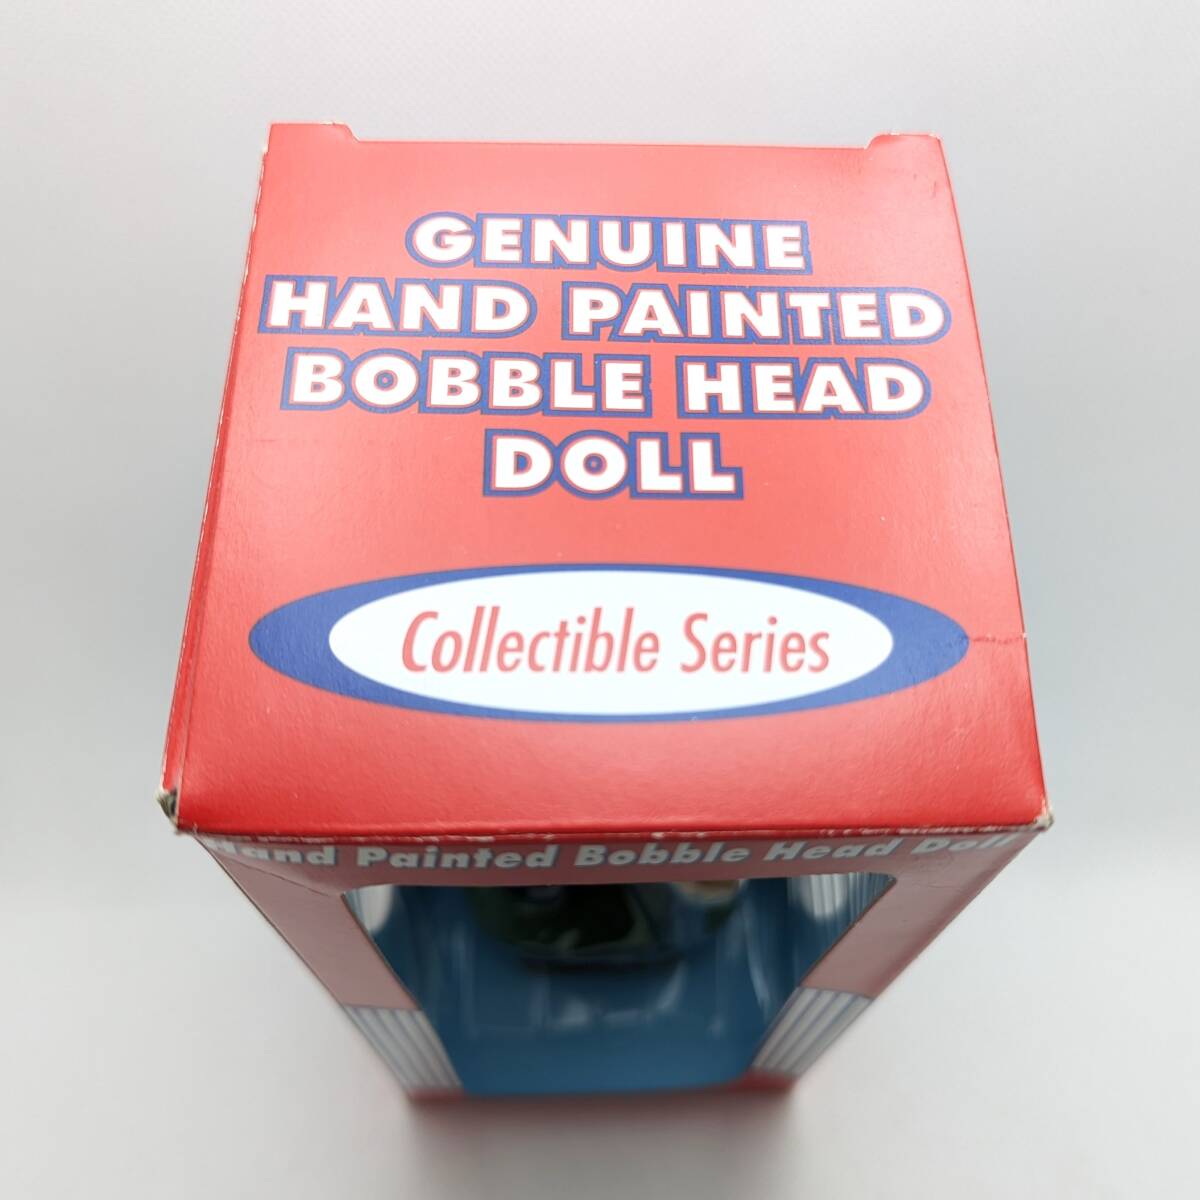 GENUINE
HAND PAINTED
BOBBLE HEAD
DOLL
Collectible Series
Hand Painted Bobble Head Doll